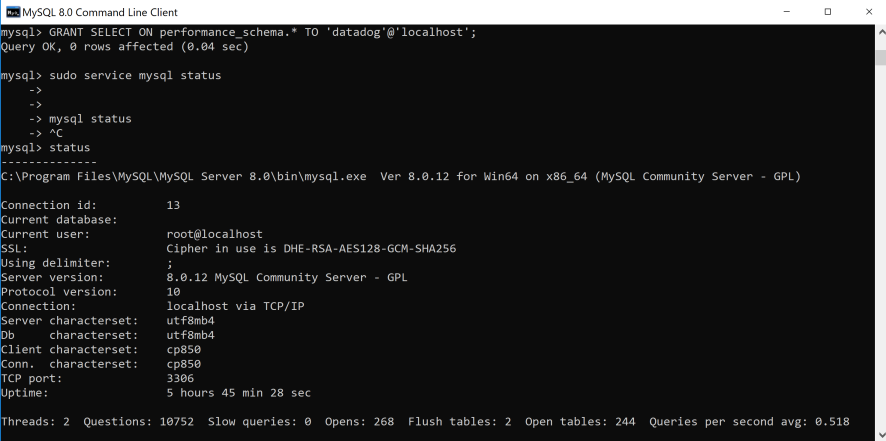 MySQL 8.0 Command Line Client
mysql> GRANT SELECT ON performance_schema.* TO 'datadog'@'localhost';
Query OK, 0 rows affected (0.04 sec)
mysql> sudo service mysql status
    ->
    ->
    -> mysql status
    -> ^C
mysql> status
--------------
C:\Program Files\MySQL\MySQL Server 8.0\bin\mysql.exe  Ver 8.0.12 for Win64 on x86_64 (MySQL Community Server - GPL)
Connection id:          13
Current database:
Current user:           root@localhost
SSL:                    Cipher in use is DHE-RSA-AES128-GCM-SHA256
Using delimiter:        ;
Server version:         8.0.12 MySQL Community Server - GPL
Protocol version:       10
Connection:             localhost via TCP/IP
Server characterset:    utf8mb4
Db     characterset:    utf8mb4
Client characterset:    cp850
Conn.  characterset:    cp850
TCP port:               3306
Uptime:                 5 hours 45 min 28 sec
Threads: 2  Questions: 10752  Slow queries: 0  Opens: 268  Flush tables: 2  Open tables: 244  Queries per second avg: 0.518